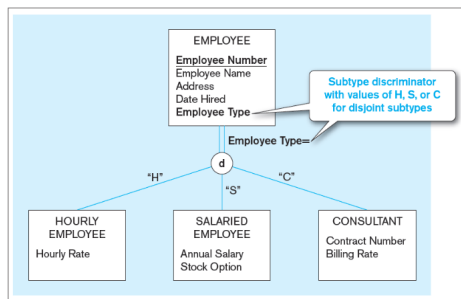 EMPLOYEE
Employee Number
Employee Name
Address
Date Hired
Employee Type
Subtype discriminator
with values of H, S, or C
for disjoint subtypes
Employee Type=
d
“H”
“S”
“C”
HOURLY
EMPLOYEE
Hourly Rate
SALARIED
EMPLOYEE
Annual Salary
Stock Option
CONSULTANT
Contract Number
Billing Rate